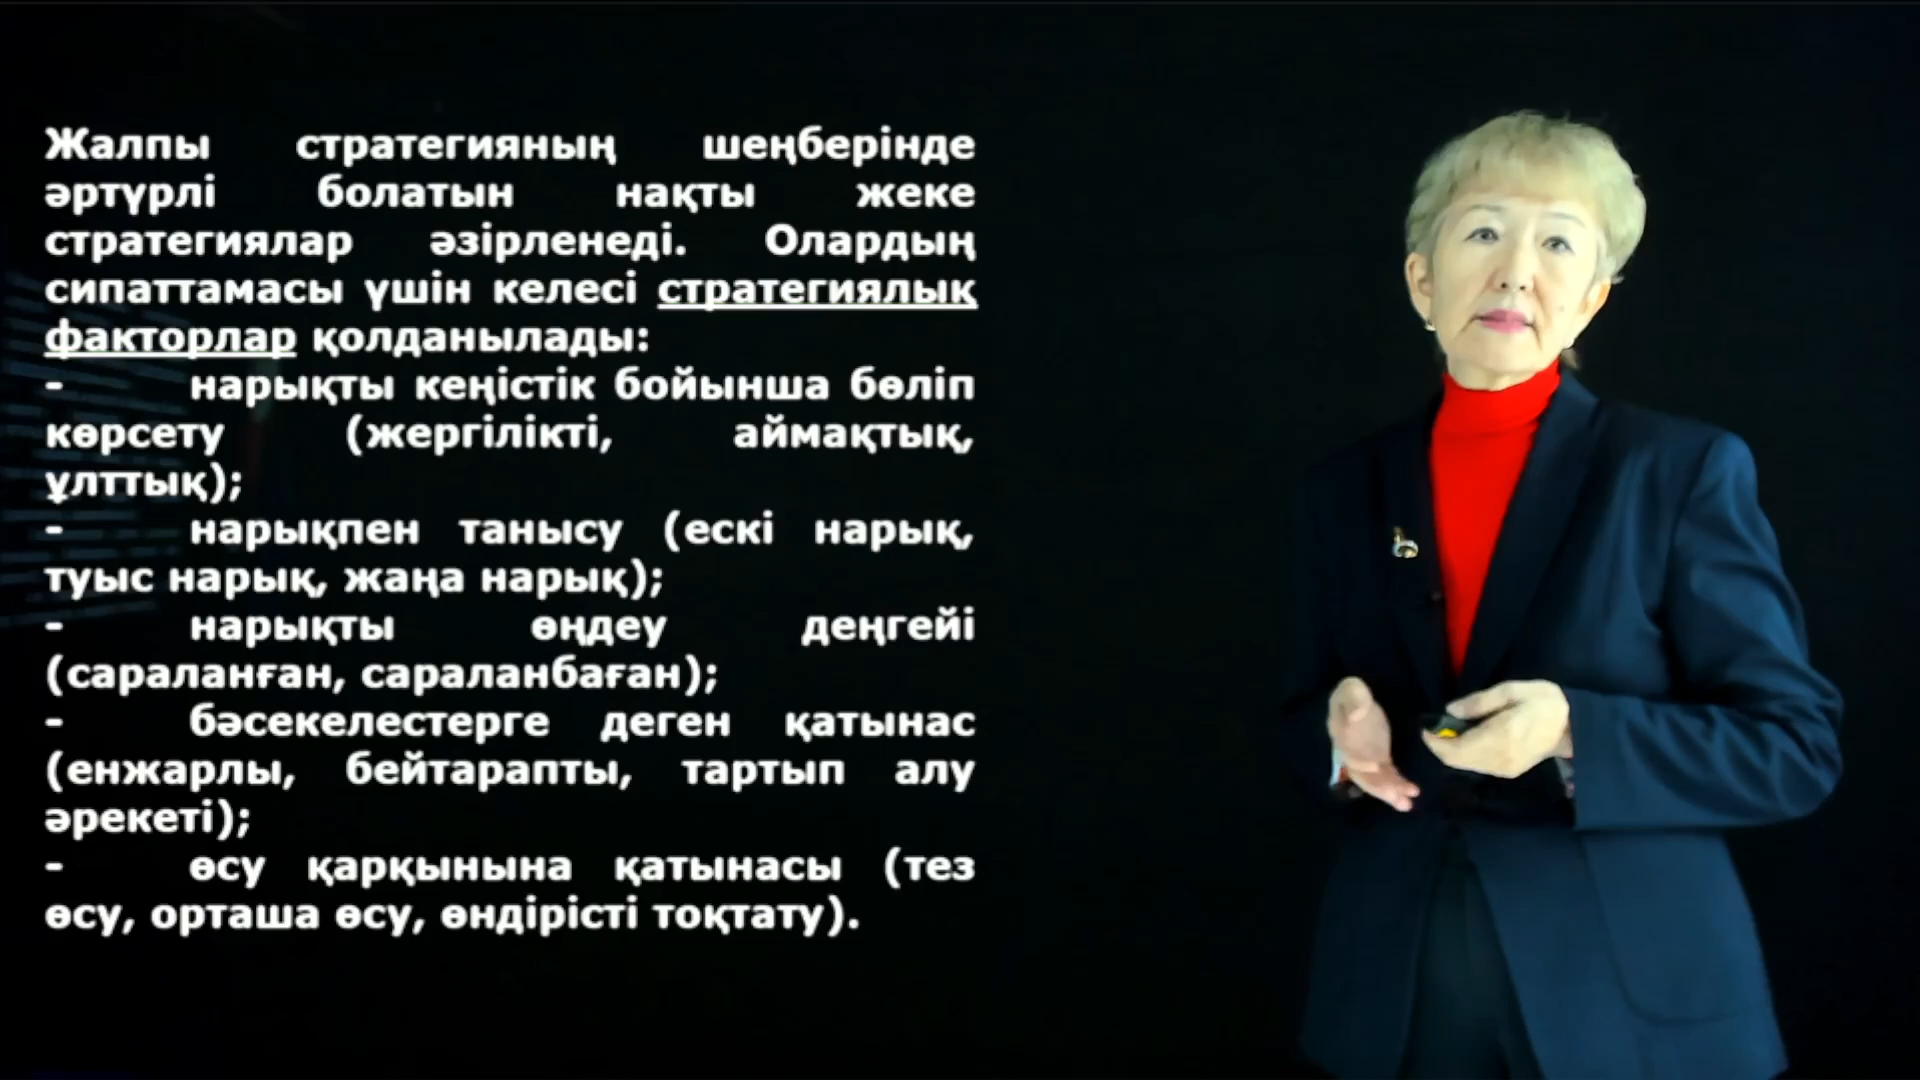 Жалпы стратегияның шеңберінде
әртүрлі болатын нақты жеке
стратегиялар әзірленеді. Олардың
сипаттамасы үшін келесі стратегиялық
факторлар қолданылады:
- нарықты кеңістік бойынша бөліп
көрсету (жергілікті, аймақтық,
ұлттық);
- нарықпен танысу (ескі нарық,
туыс нарық, жаңа нарық);
- нарықты өңдеу деңгейі
(сараланған, сараланбаған);
- бәсекелестерге деген қатынас
(енжарлы, бейтарапты, тартып алу
әрекеті);
- өсу қарқынына қатынасы (тез
өсу, орташа өсу, өндірісті тоқтату).